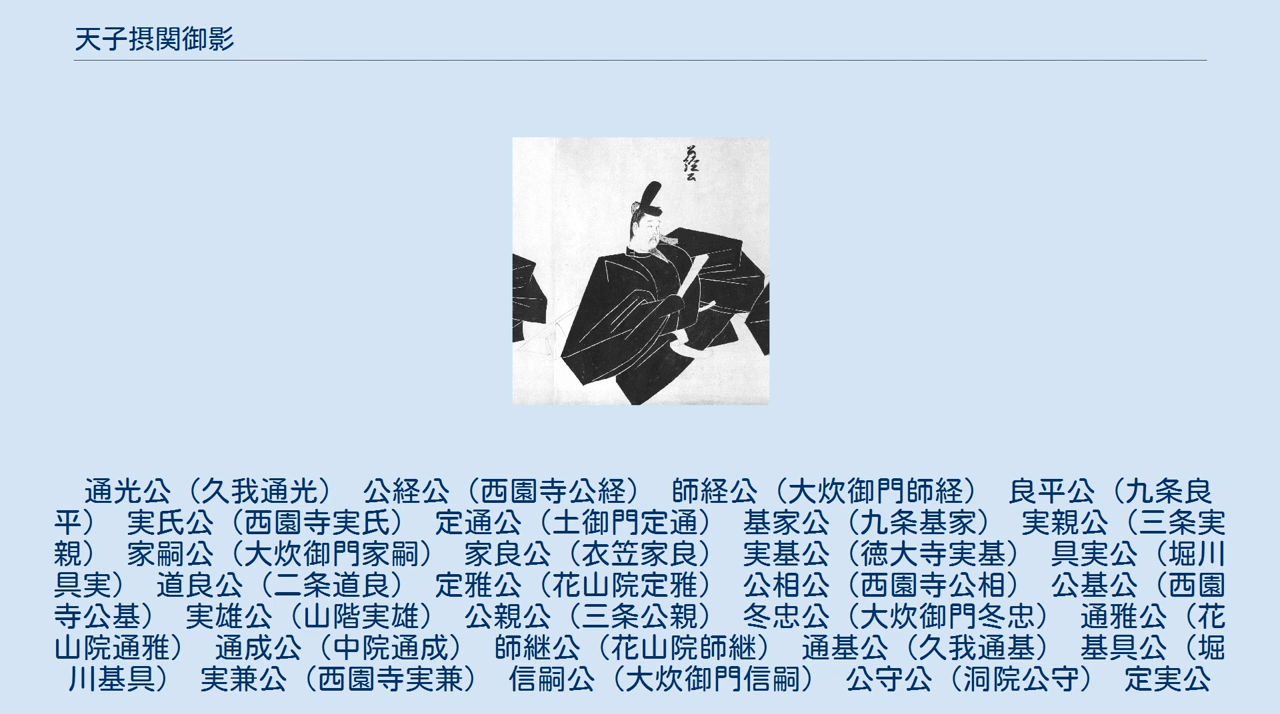 天子摂関御影
公経公
通光公（久我通光）　公経公（西園寺公経）　師経公（大炊御門師経）　良平公（九条良
平）　実氏公（西園寺実氏）　定通公（土御門定通）　基家公（九条基家）　実親公（三条実
親）　家嗣公（大炊御門家嗣）　家良公（衣笠家良）　実基公（徳大寺実基）　具実公（堀川
具実）　道良公（二条道良）　定雅公（花山院定雅）　公相公（西園寺公相）　公基公（西園
寺公基）　実雄公（山階実雄）　公親公（三条公親）　冬忠公（大炊御門冬忠）　通雅公（花
山院通雅）　通成公（中院通成）　師継公（花山院師継）　通基公（久我通基）　基具公（堀
川基具）　実兼公（西園寺実兼）　信嗣公（大炊御門信嗣）　公守公（洞院公守）　定実公